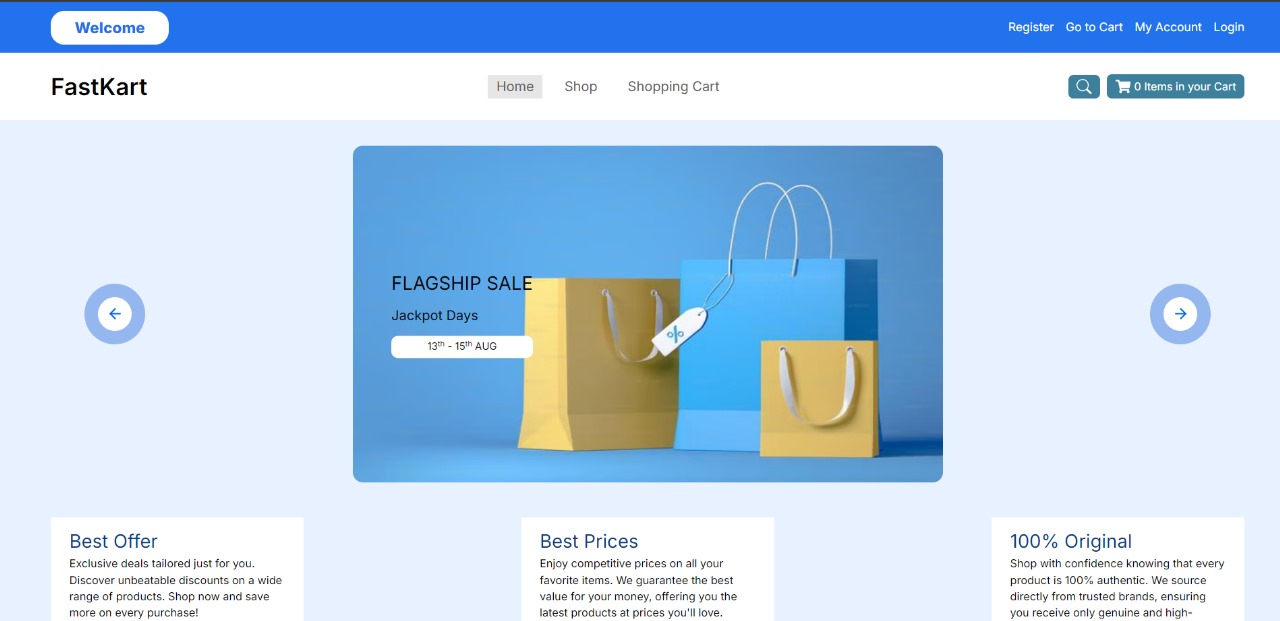 Welcome
Register Go to Cart My Account Login
FastKart
Home Shop Shopping Cart
0 Items in your Cart
FLAGSHIP SALE
Jackpot Days
13th - 15th AUG
%
Best Offer
Exclusive deals tailored just for you.
Discover unbeatable discounts on a wide
range of products. Shop now and save
more on every purchase!
Best Prices
Enjoy competitive prices on all your
favorite items. We guarantee the best
value for your money, offering you the
latest products at prices you'll love.
100% Original
Shop with confidence knowing that every
product is 100% authentic. We source
directly from trusted brands, ensuring
you receive only genuine and high-